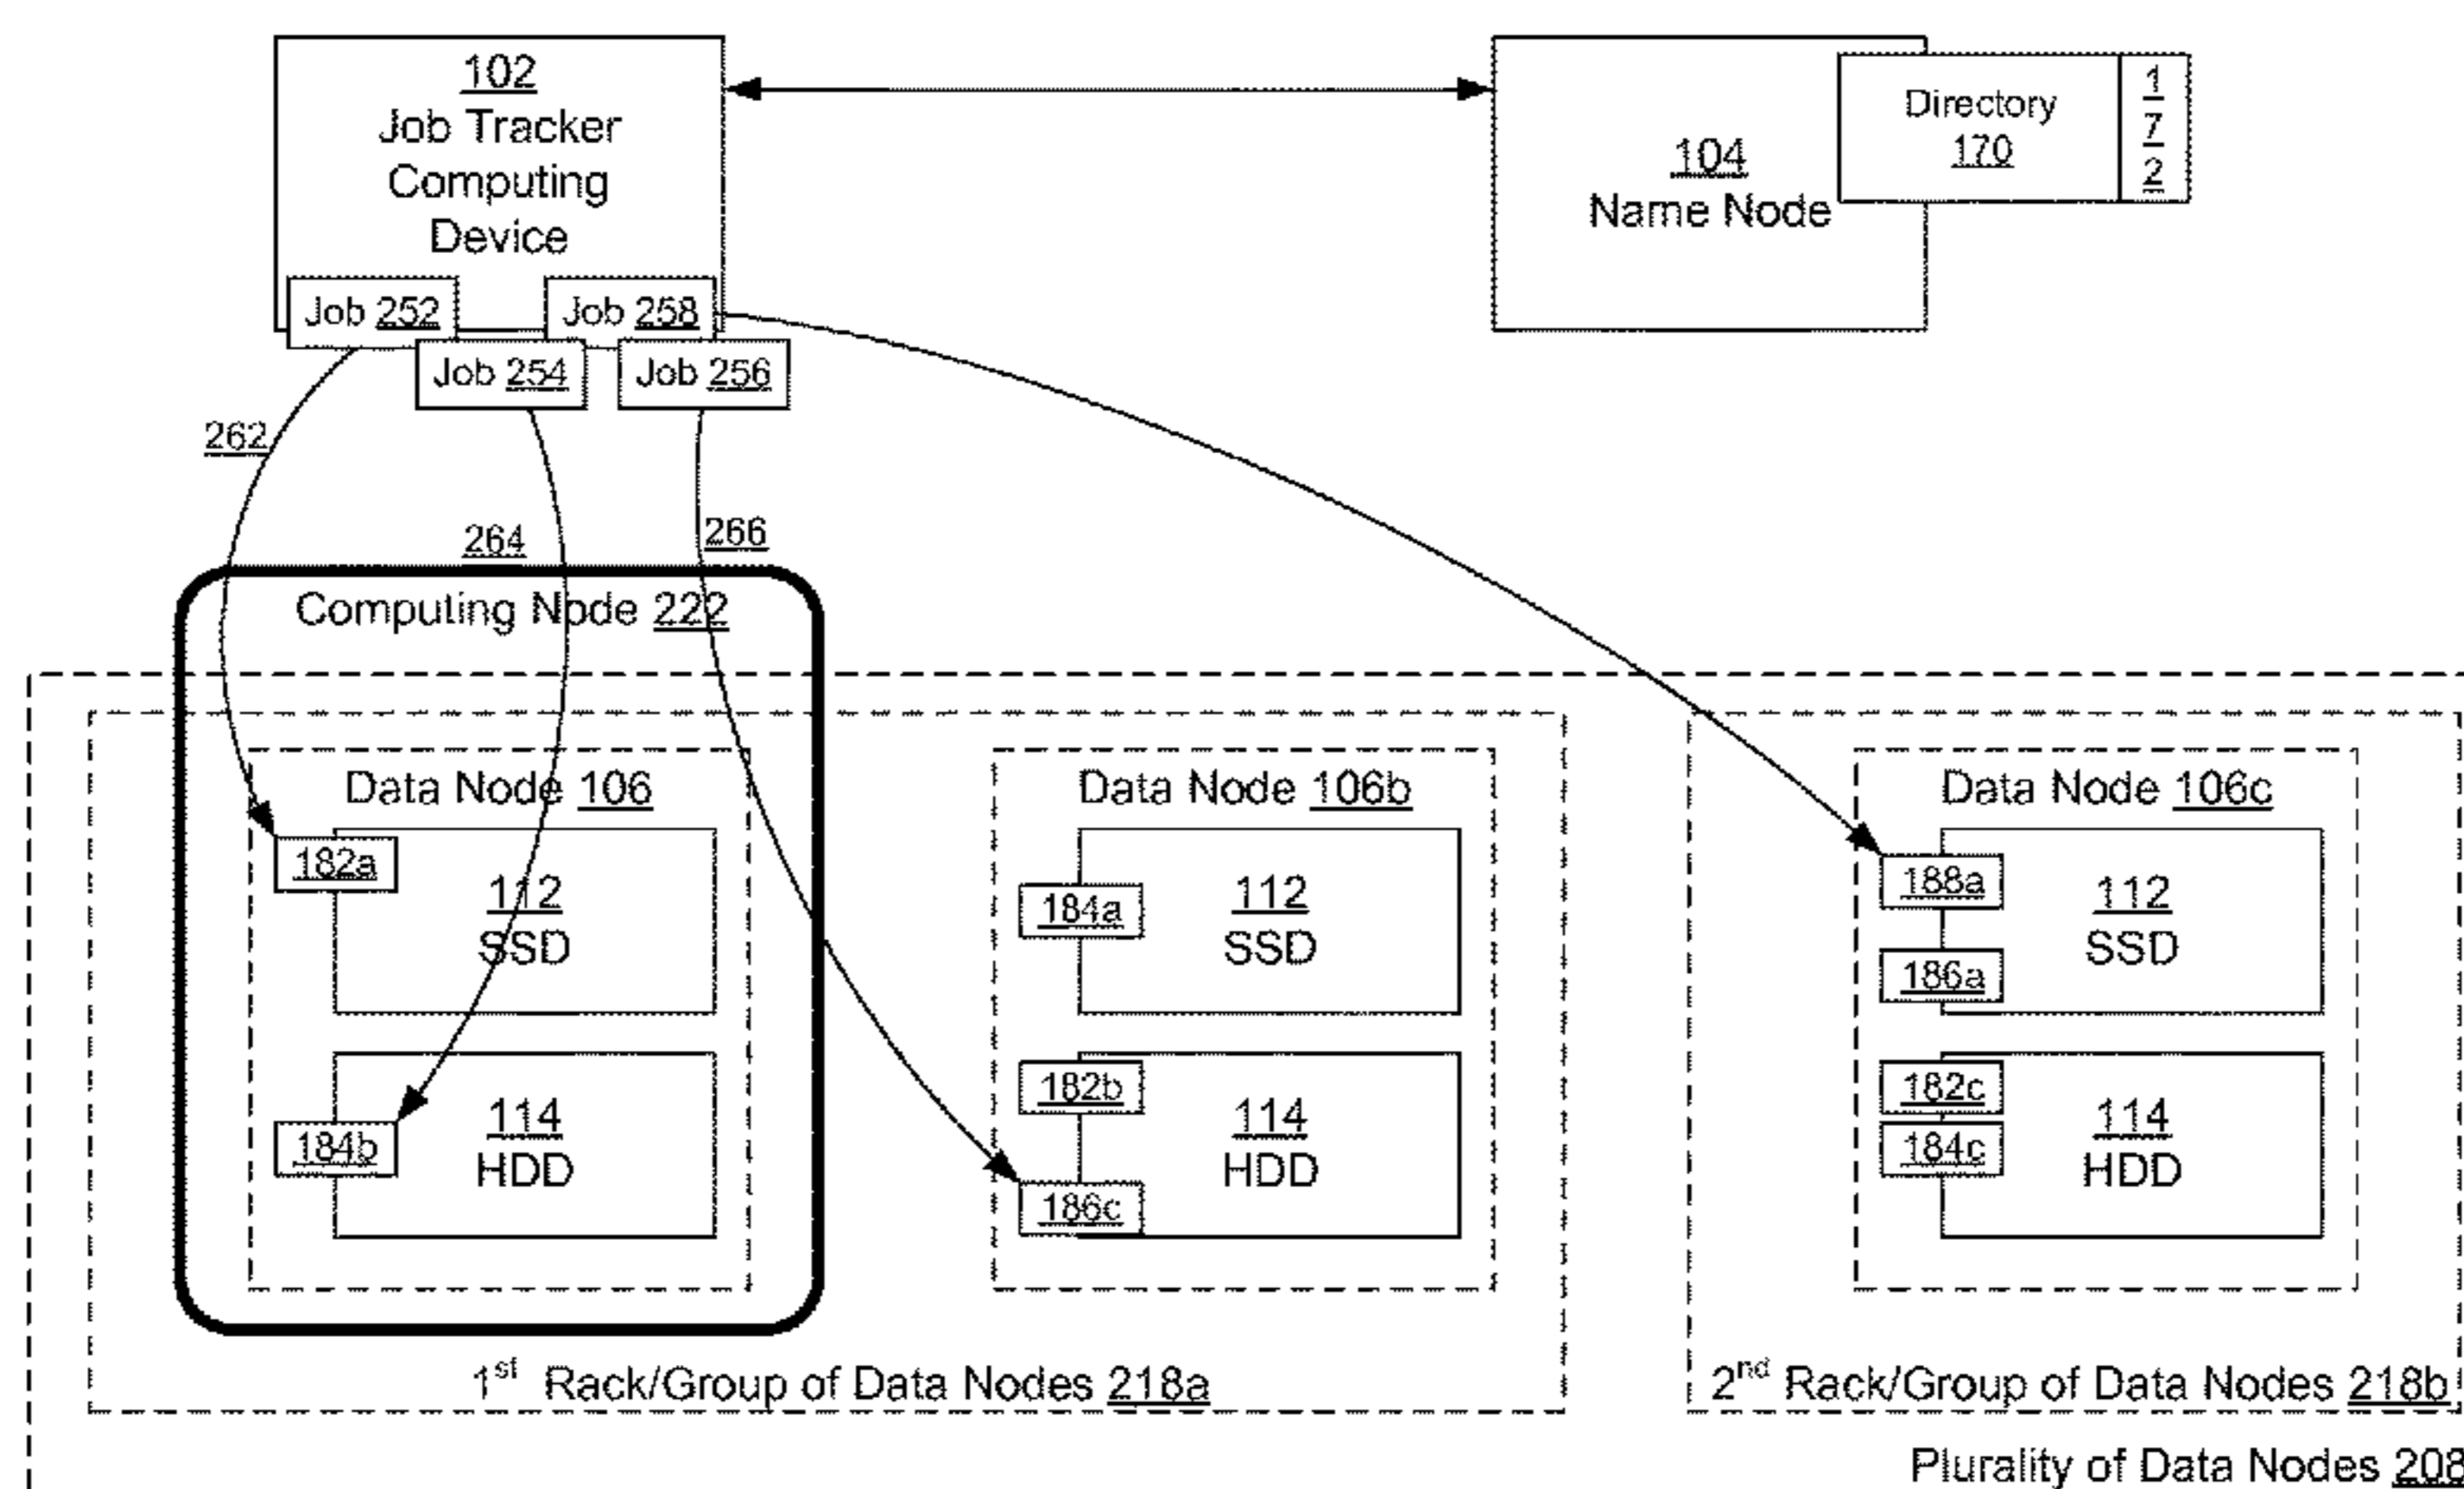 102
Job Tracker
Computing
Device
Job 252
Job 258
Job 254
Job 256
104
Name Node
Directory
170
172
262
264
266
Computing Node 222
Data Node 106
182a
112
SSD
184b
114
HDD
Data Node 106b
184a
112
SSD
182b
186c
114
HDD
1st Rack/Group of Data Nodes 218a
Data Node 106c
188a
186a
112
SSD
182c
184c
114
HDD
2nd Rack/Group of Data Nodes 218b
Plurality of Data Nodes 208